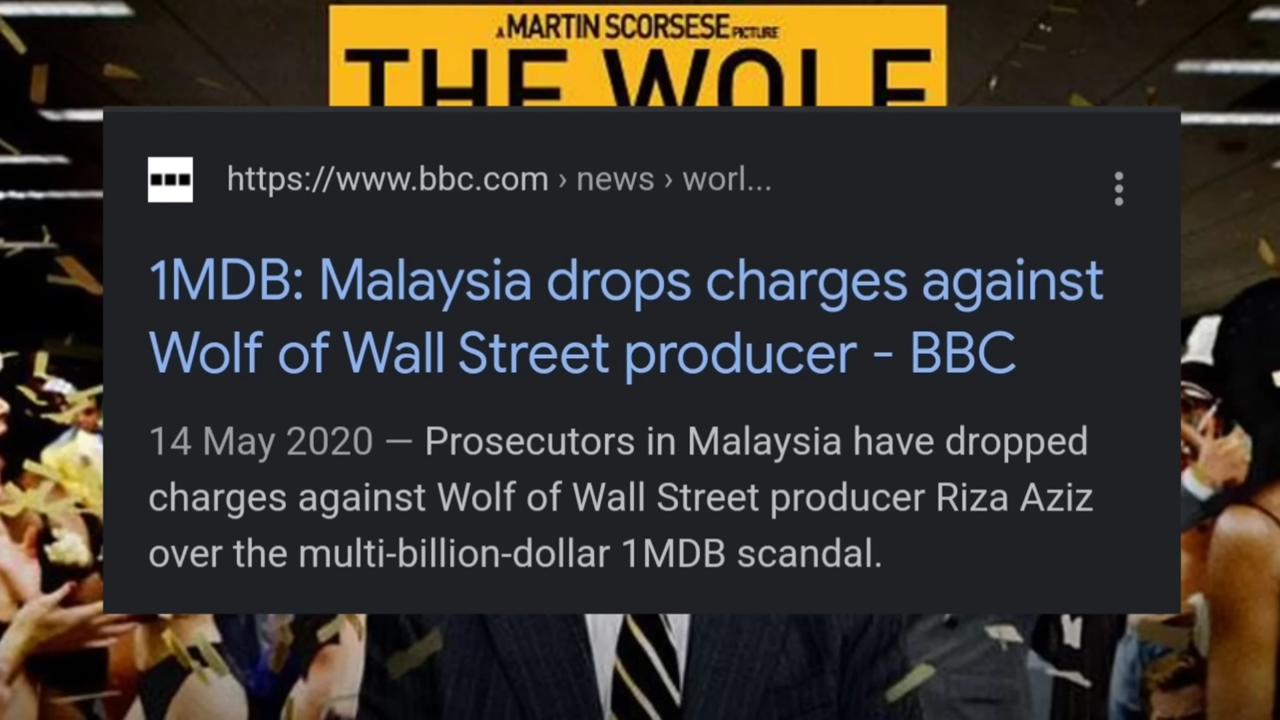 A MARTIN SCORSESE PICTURE
THE WOLF
https://www.bbc.com › news › worl...
1MDB: Malaysia drops charges against
Wolf of Wall Street producer - BBC
14 May 2020 — Prosecutors in Malaysia have dropped
charges against Wolf of Wall Street producer Riza Aziz
over the multi-billion-dollar 1MDB scandal.